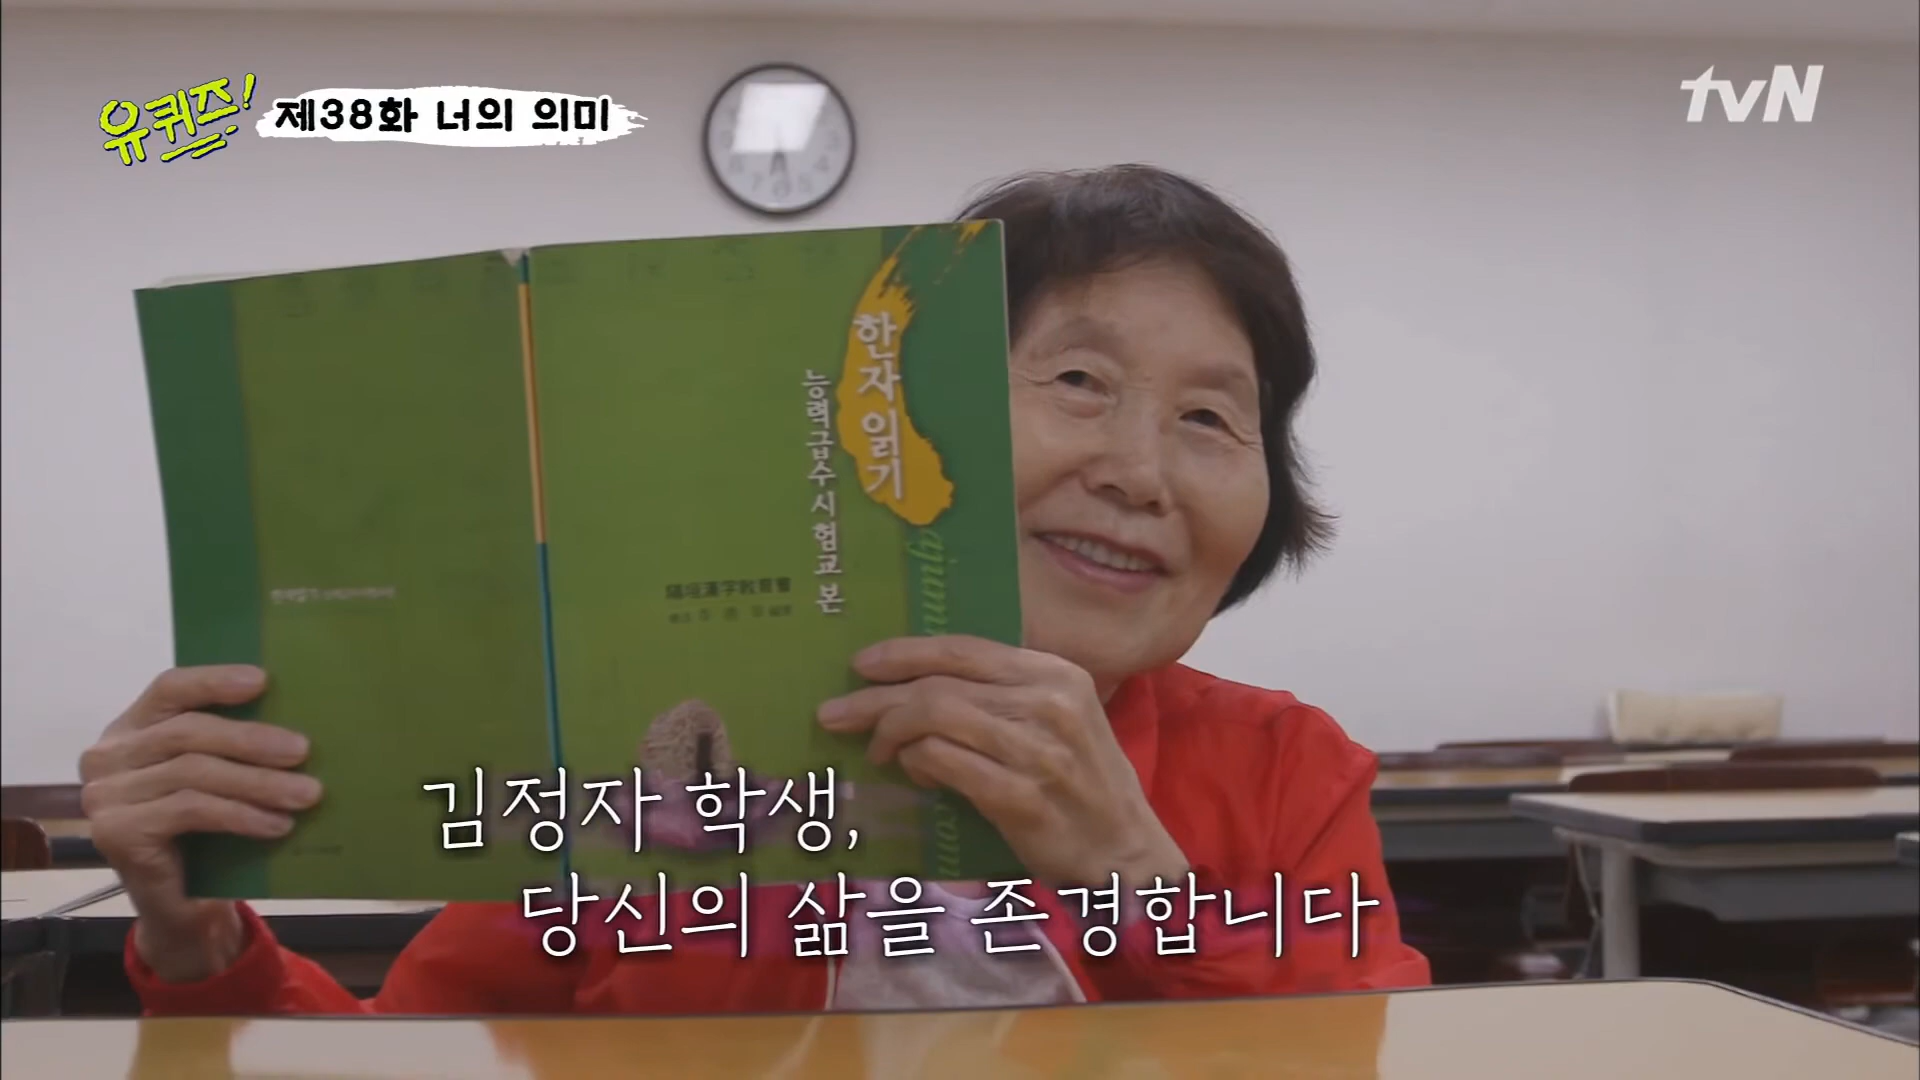 유퀴즈!
제38화 너의 의미
tvN
한자읽기
능력급수시험교본
김정자 학생,
당신의 삶을 존경합니다